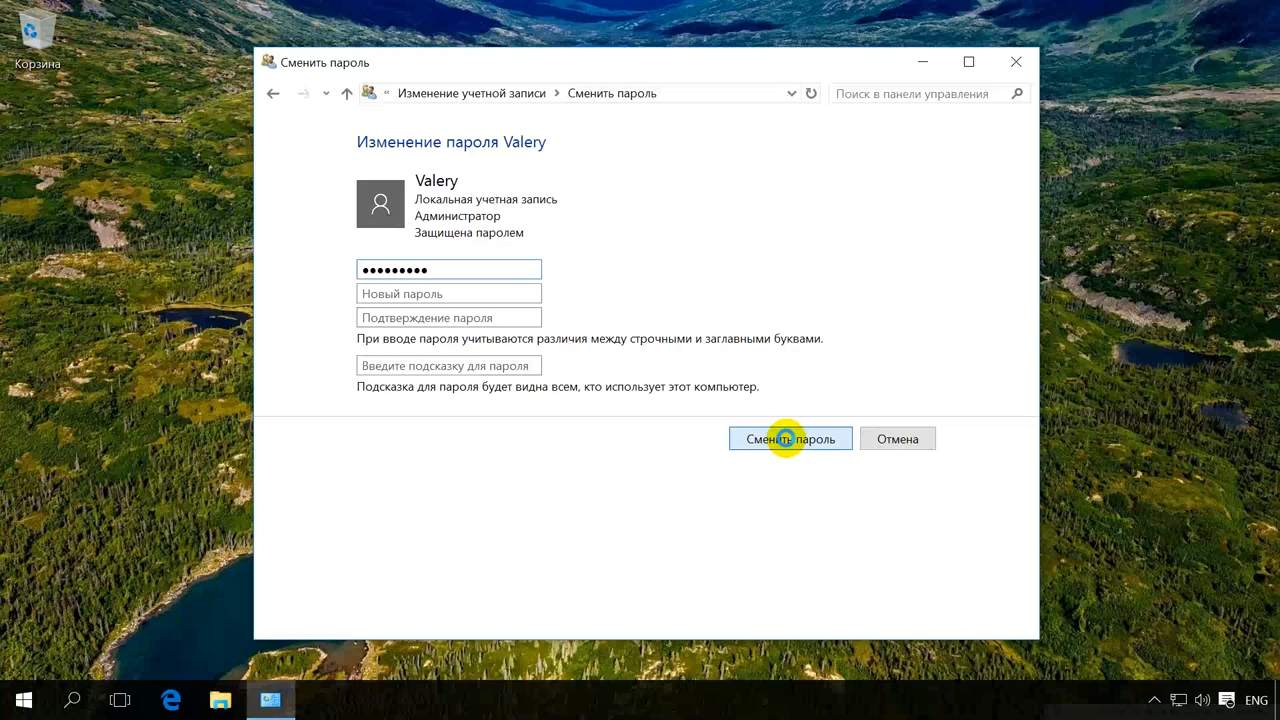 Корзина
Сменить пароль
« Изменение учетной записи > Сменить пароль
Поиск в панели управления
Изменение пароля Valery
Valery
Локальная учетная запись
Администратор
Защищена паролем
●●●●●●●●●
Новый пароль
Подтверждение пароля
При вводе пароля учитываются различия между строчными и заглавными буквами.
Введите подсказку для пароля
Подсказка для пароля будет видна всем, кто использует этот компьютер.
Сменить пароль
Отмена
ENG